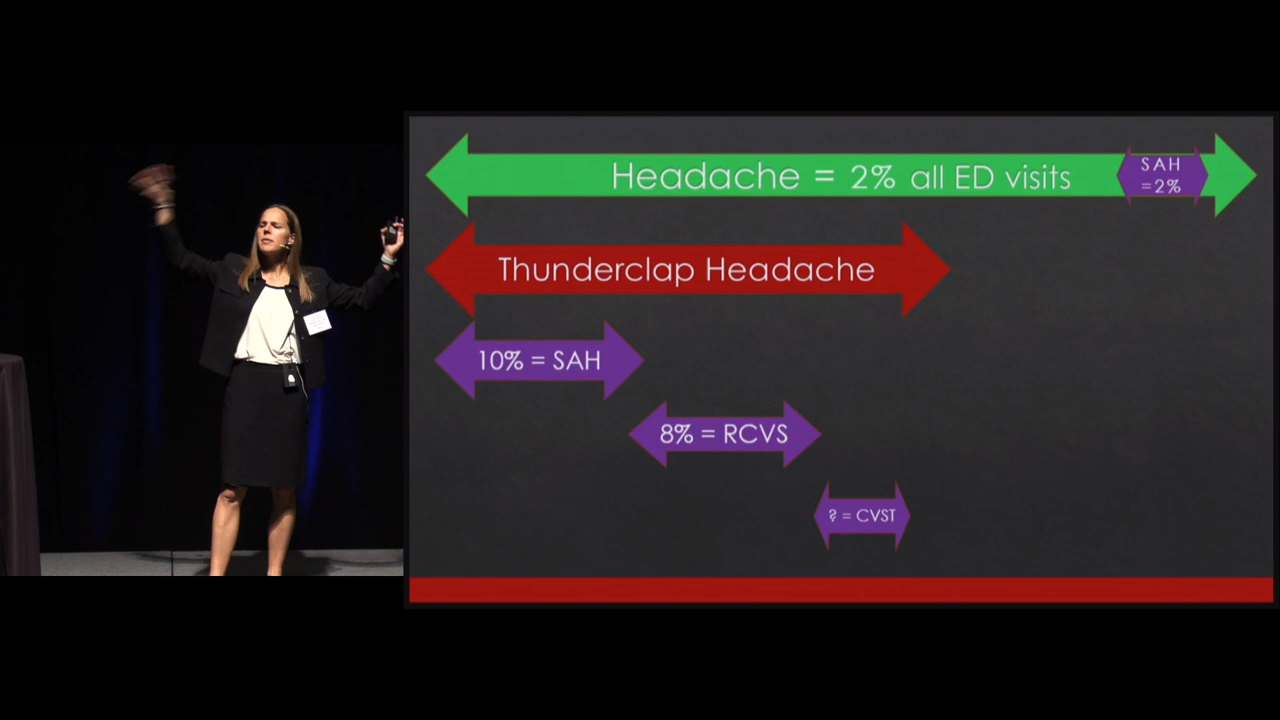 Headache = 2% all ED visits
SAH
=2%
Thunderclap Headache
10% = SAH
8% = RCVS
? = CVST